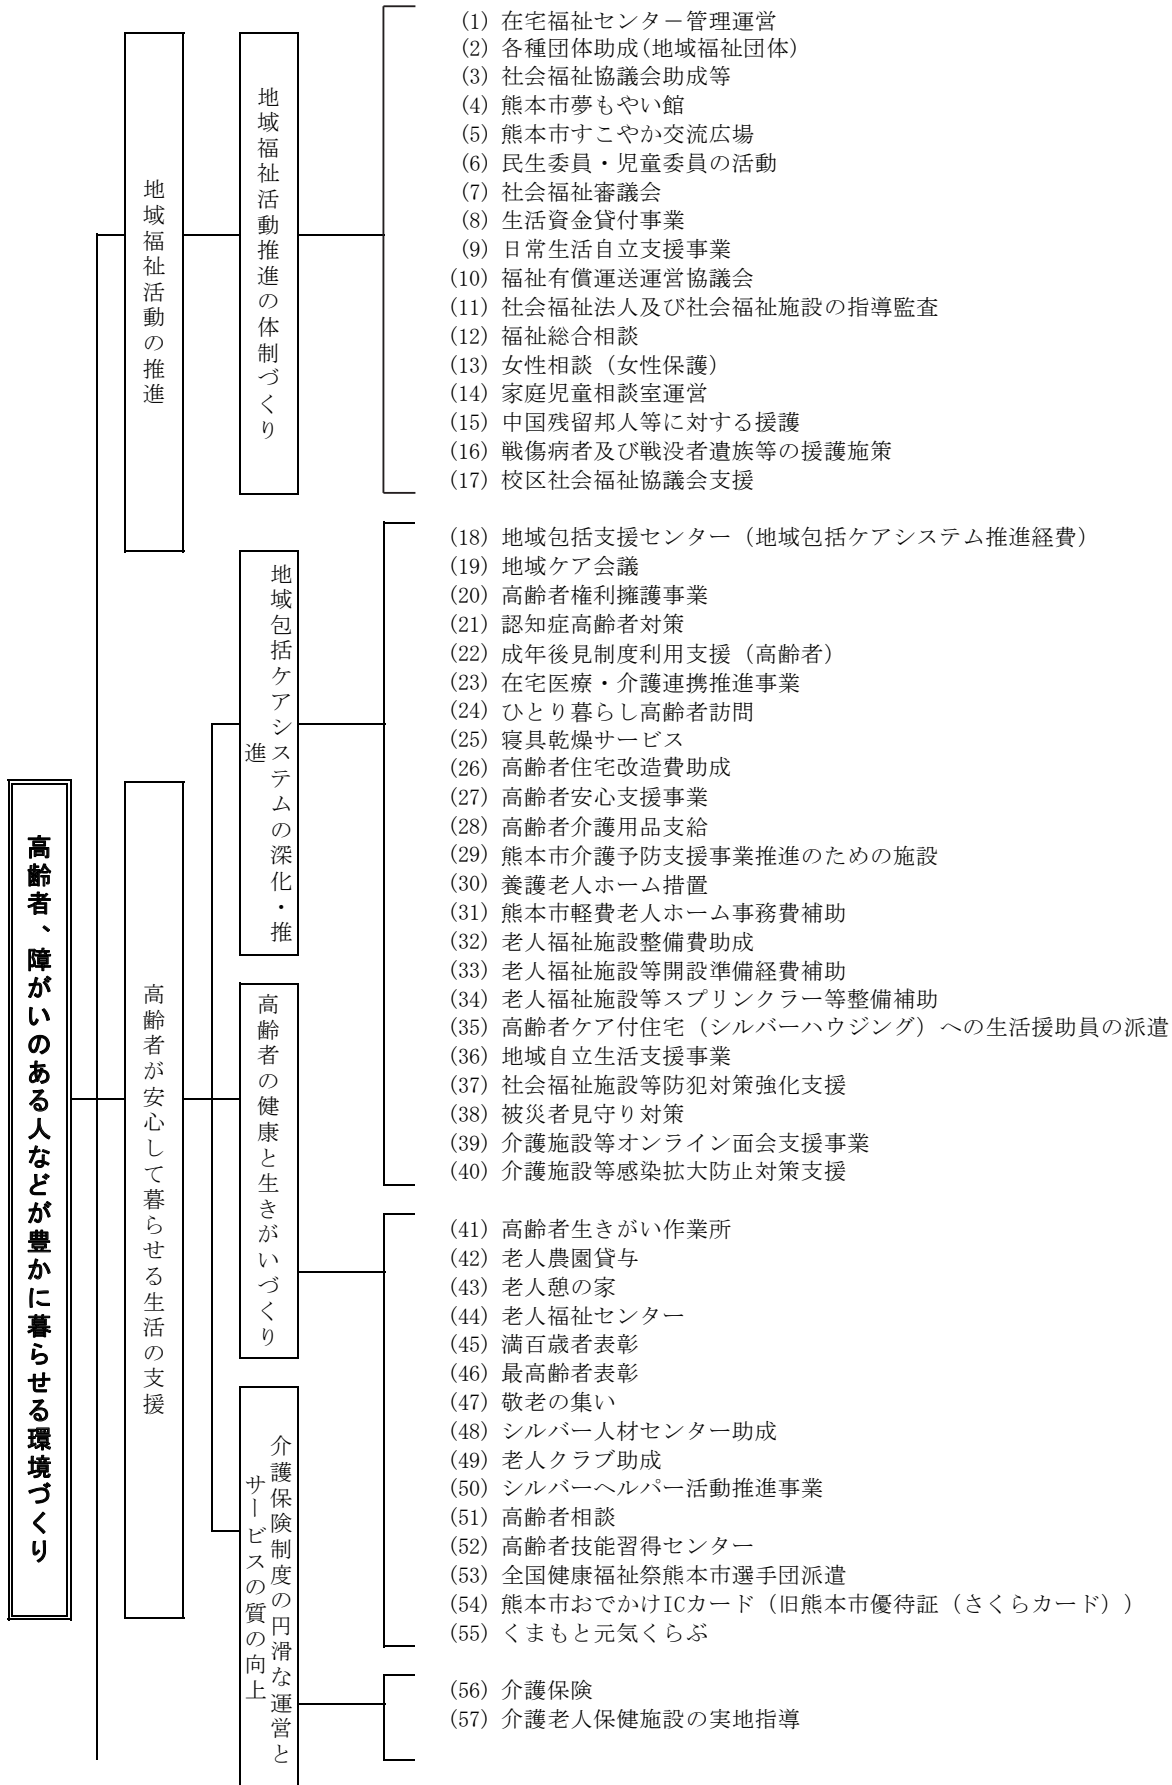 高齢者、障がいのある人などが豊かに暮らせる環境づくり
地域福祉活動の推進
地域福祉活動推進の体制づくり
(1) 在宅福祉センタ－管理運営
(2) 各種団体助成(地域福祉団体)
(3) 社会福祉協議会助成等
(4) 熊本市夢もやい館
(5) 熊本市すこやか交流広場
(6) 民生委員・児童委員の活動
(7) 社会福祉審議会
(8) 生活資金貸付事業
(9) 日常生活自立支援事業
(10) 福祉有償運送運営協議会
(11) 社会福祉法人及び社会福祉施設の指導監査
(12) 福祉総合相談
(13) 女性相談（女性保護）
(14) 家庭児童相談室運営
(15) 中国残留邦人等に対する援護
(16) 戦傷病者及び戦没者遺族等の援護施策
(17) 校区社会福祉協議会支援
高齢者が安心して暮らせる生活の支援
地域包括ケアシステムの深化・推
進
(18) 地域包括支援センター（地域包括ケアシステム推進経費）
(19) 地域ケア会議
(20) 高齢者権利擁護事業
(21) 認知症高齢者対策
(22) 成年後見制度利用支援（高齢者）
(23) 在宅医療・介護連携推進事業
(24) ひとり暮らし高齢者訪問
(25) 寝具乾燥サービス
(26) 高齢者住宅改造費助成
(27) 高齢者安心支援事業
(28) 高齢者介護用品支給
(29) 熊本市介護予防支援事業推進のための施設
(30) 養護老人ホーム措置
(31) 熊本市軽費老人ホーム事務費補助
(32) 老人福祉施設整備費助成
(33) 老人福祉施設等開設準備経費補助
(34) 老人福祉施設等スプリンクラー等整備補助
(35) 高齢者ケア付住宅（シルバーハウジング）への生活援助員の派遣
(36) 地域自立生活支援事業
(37) 社会福祉施設等防犯対策強化支援
(38) 被災者見守り対策
(39) 介護施設等オンライン面会支援事業
(40) 介護施設等感染拡大防止対策支援
高齢者の健康と生きがいづくり
(41) 高齢者生きがい作業所
(42) 老人農園貸与
(43) 老人憩の家
(44) 老人福祉センター
(45) 満百歳者表彰
(46) 最高齢者表彰
(47) 敬老の集い
(48) シルバー人材センター助成
(49) 老人クラブ助成
(50) シルバーヘルパー活動推進事業
(51) 高齢者相談
(52) 高齢者技能習得センター
(53) 全国健康福祉祭熊本市選手団派遣
(54) 熊本市おでかけICカード（旧熊本市優待証（さくらカード））
(55) くまもと元気くらぶ
介護保険制度の円滑な運営と
サービスの質の向上
(56) 介護保険
(57) 介護老人保健施設の実地指導